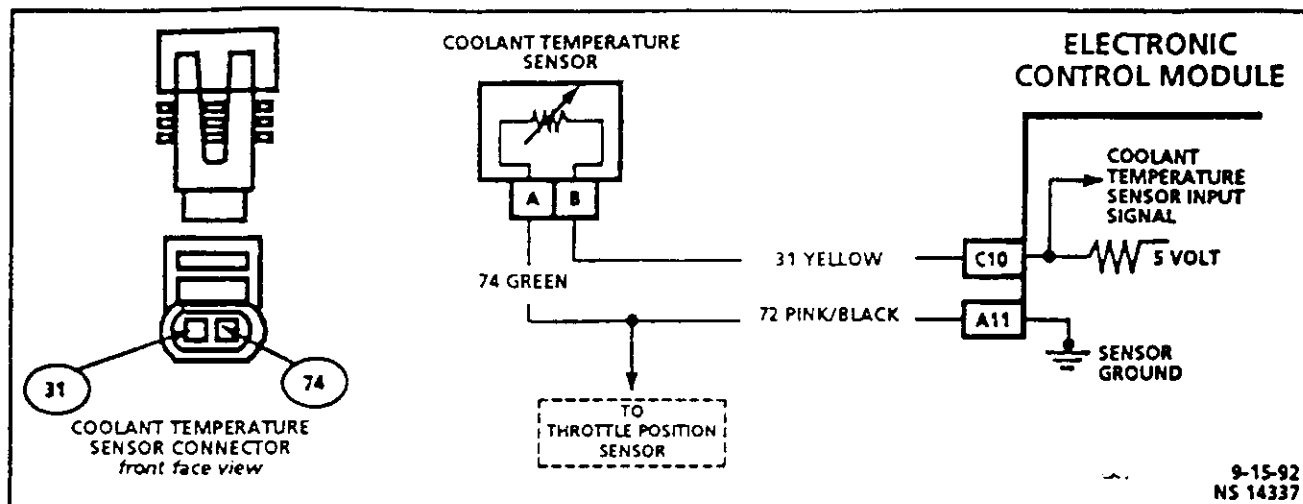 COOLANT TEMPERATURE
SENSOR
ELECTRONIC
CONTROL MODULE
A
B
COOLANT
TEMPERATURE
SENSOR INPUT
SIGNAL
31 YELLOW
C10
5 VOLT
74 GREEN
72 PINK/BLACK
A11
SENSOR
GROUND
31
74
COOLANT TEMPERATURE
SENSOR CONNECTOR
front face view
TO
THROTTLE POSITION
SENSOR
9-15-92
NS 14337